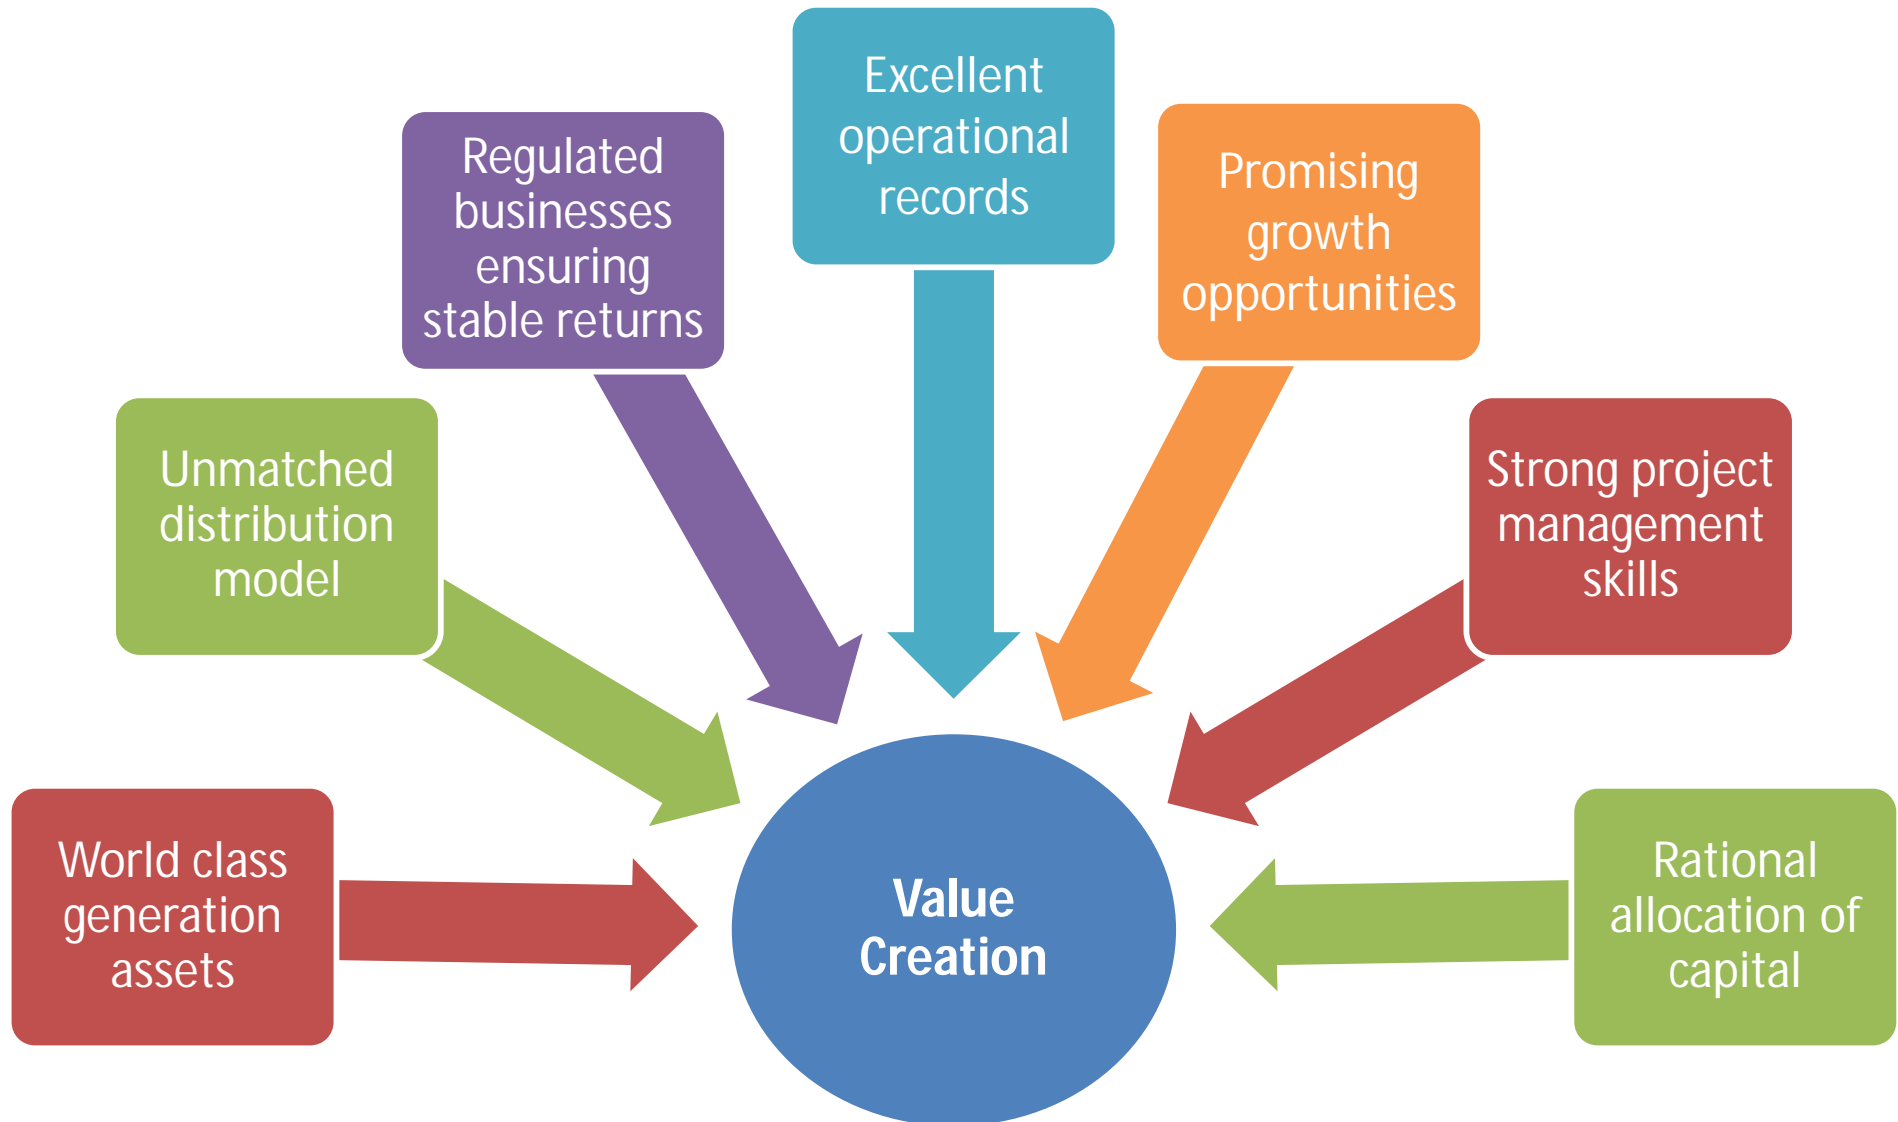 Excellent
operational
records
Regulated
businesses
ensuring
stable returns
Promising
growth
opportunities
Unmatched
distribution
model
Strong project
management
skills
World class
generation
assets
Value
Creation
Rational
allocation of
capital